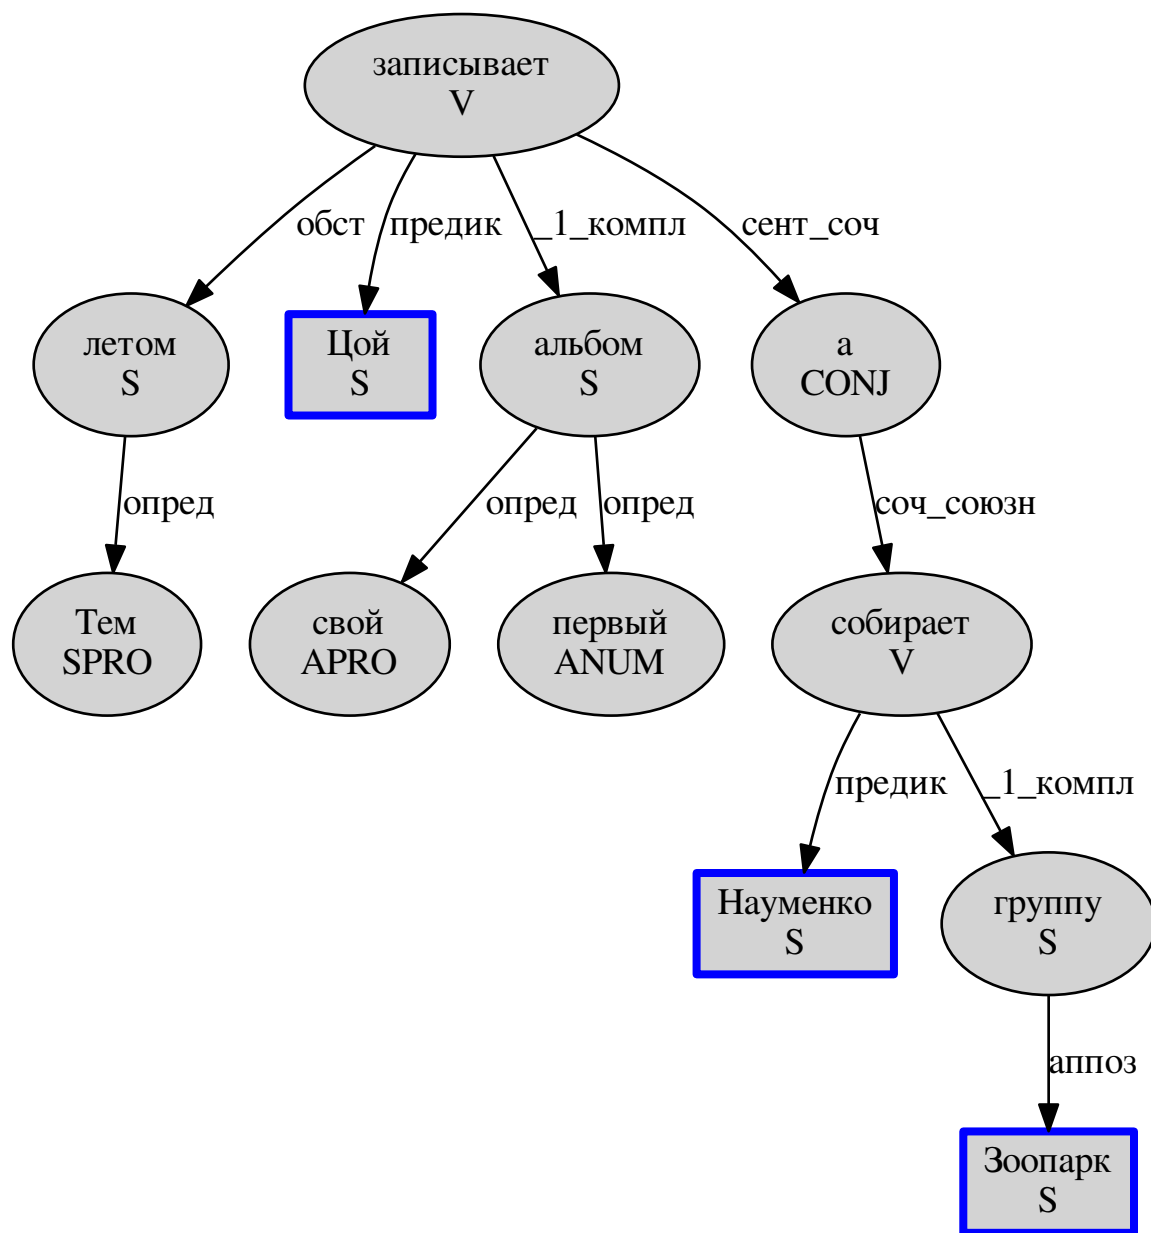 записывает
V
обст
предик
_1_компл
сент_соч
летом
S
Цой
S
альбом
S
а
CONJ
опред
опред
опред
соч_союзн
Тем
SPRO
свой
APRO
первый
ANUM
собирает
V
предик
_1_компл
Науменко
S
группу
S
аппоз
Зоопарк
S